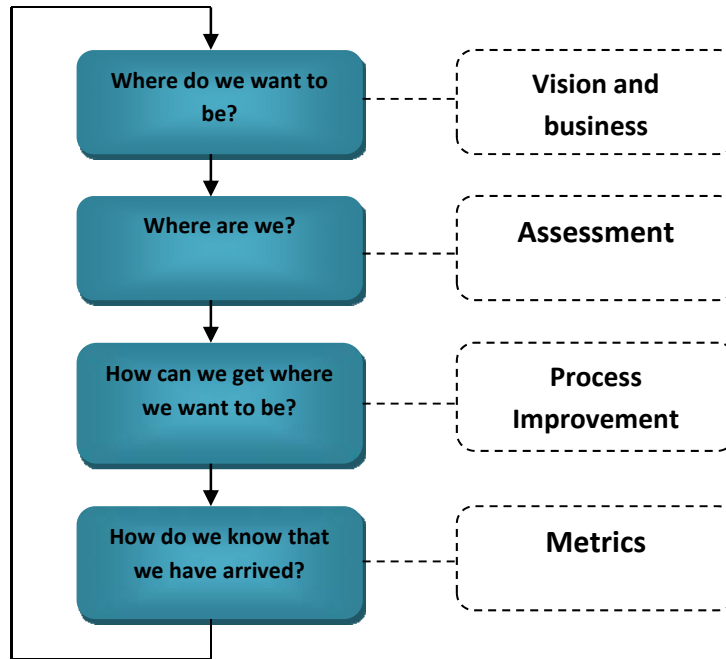 Where do we want to
be?
Vision and
business
Where are we?
Assessment
How can we get where
we want to be?
Process
Improvement
How do we know that
we have arrived?
Metrics